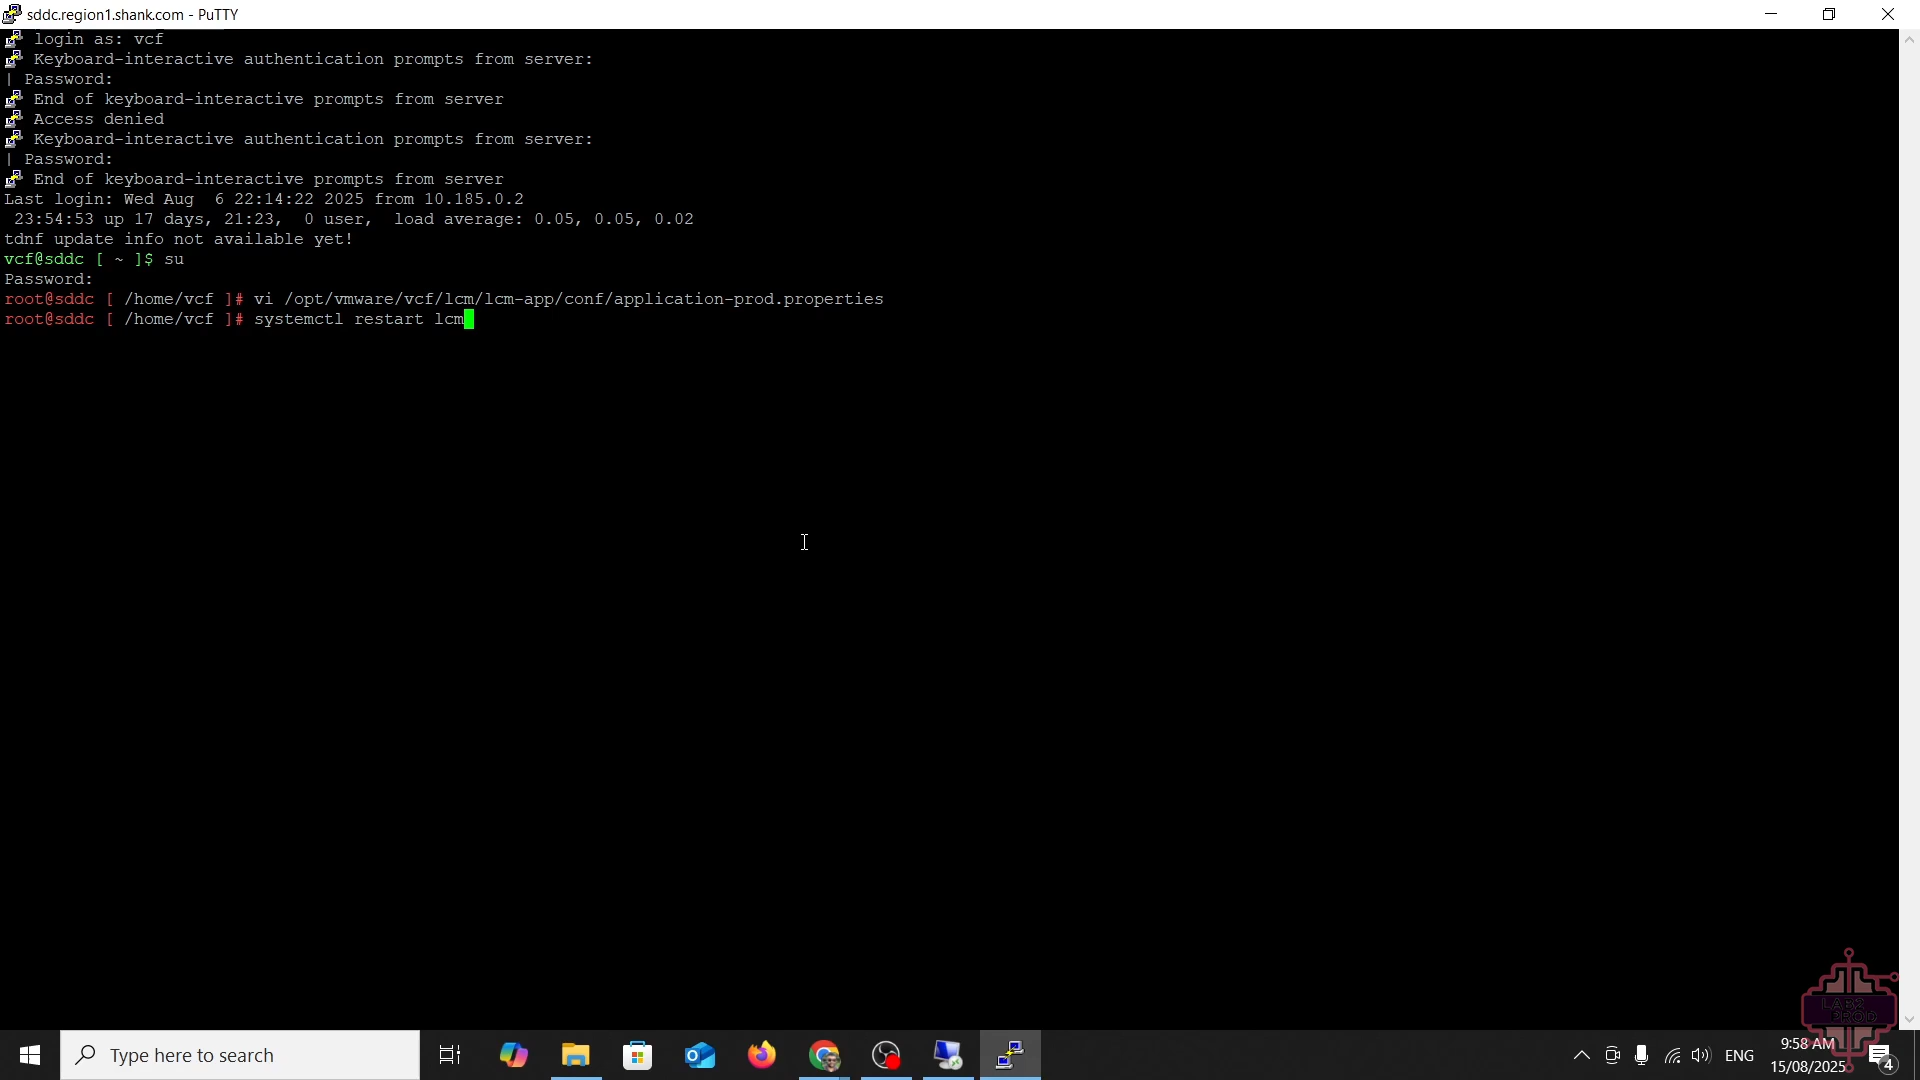 sddc.region1.shank.com - PuTTY
login as: vcf
Keyboard-interactive authentication prompts from server:
| Password:
End of keyboard-interactive prompts from server
Access denied
Keyboard-interactive authentication prompts from server:
| Password:
End of keyboard-interactive prompts from server
Last login: Wed Aug  6 22:14:22 2025 from 10.185.0.2
 23:54:53 up 17 days, 21:23,  0 user,  load average: 0.05, 0.05, 0.02
tdnf update info not available yet!
vcf@sddc [ ~ ]$ su
Password:
root@sddc [ /home/vcf ]# vi /opt/vmware/vcf/lcm/lcm-app/conf/application-prod.properties
root@sddc [ /home/vcf ]# systemctl restart lcm
LAB2
PROD
Type here to search
ENG
9:58 AM
15/08/2025
4